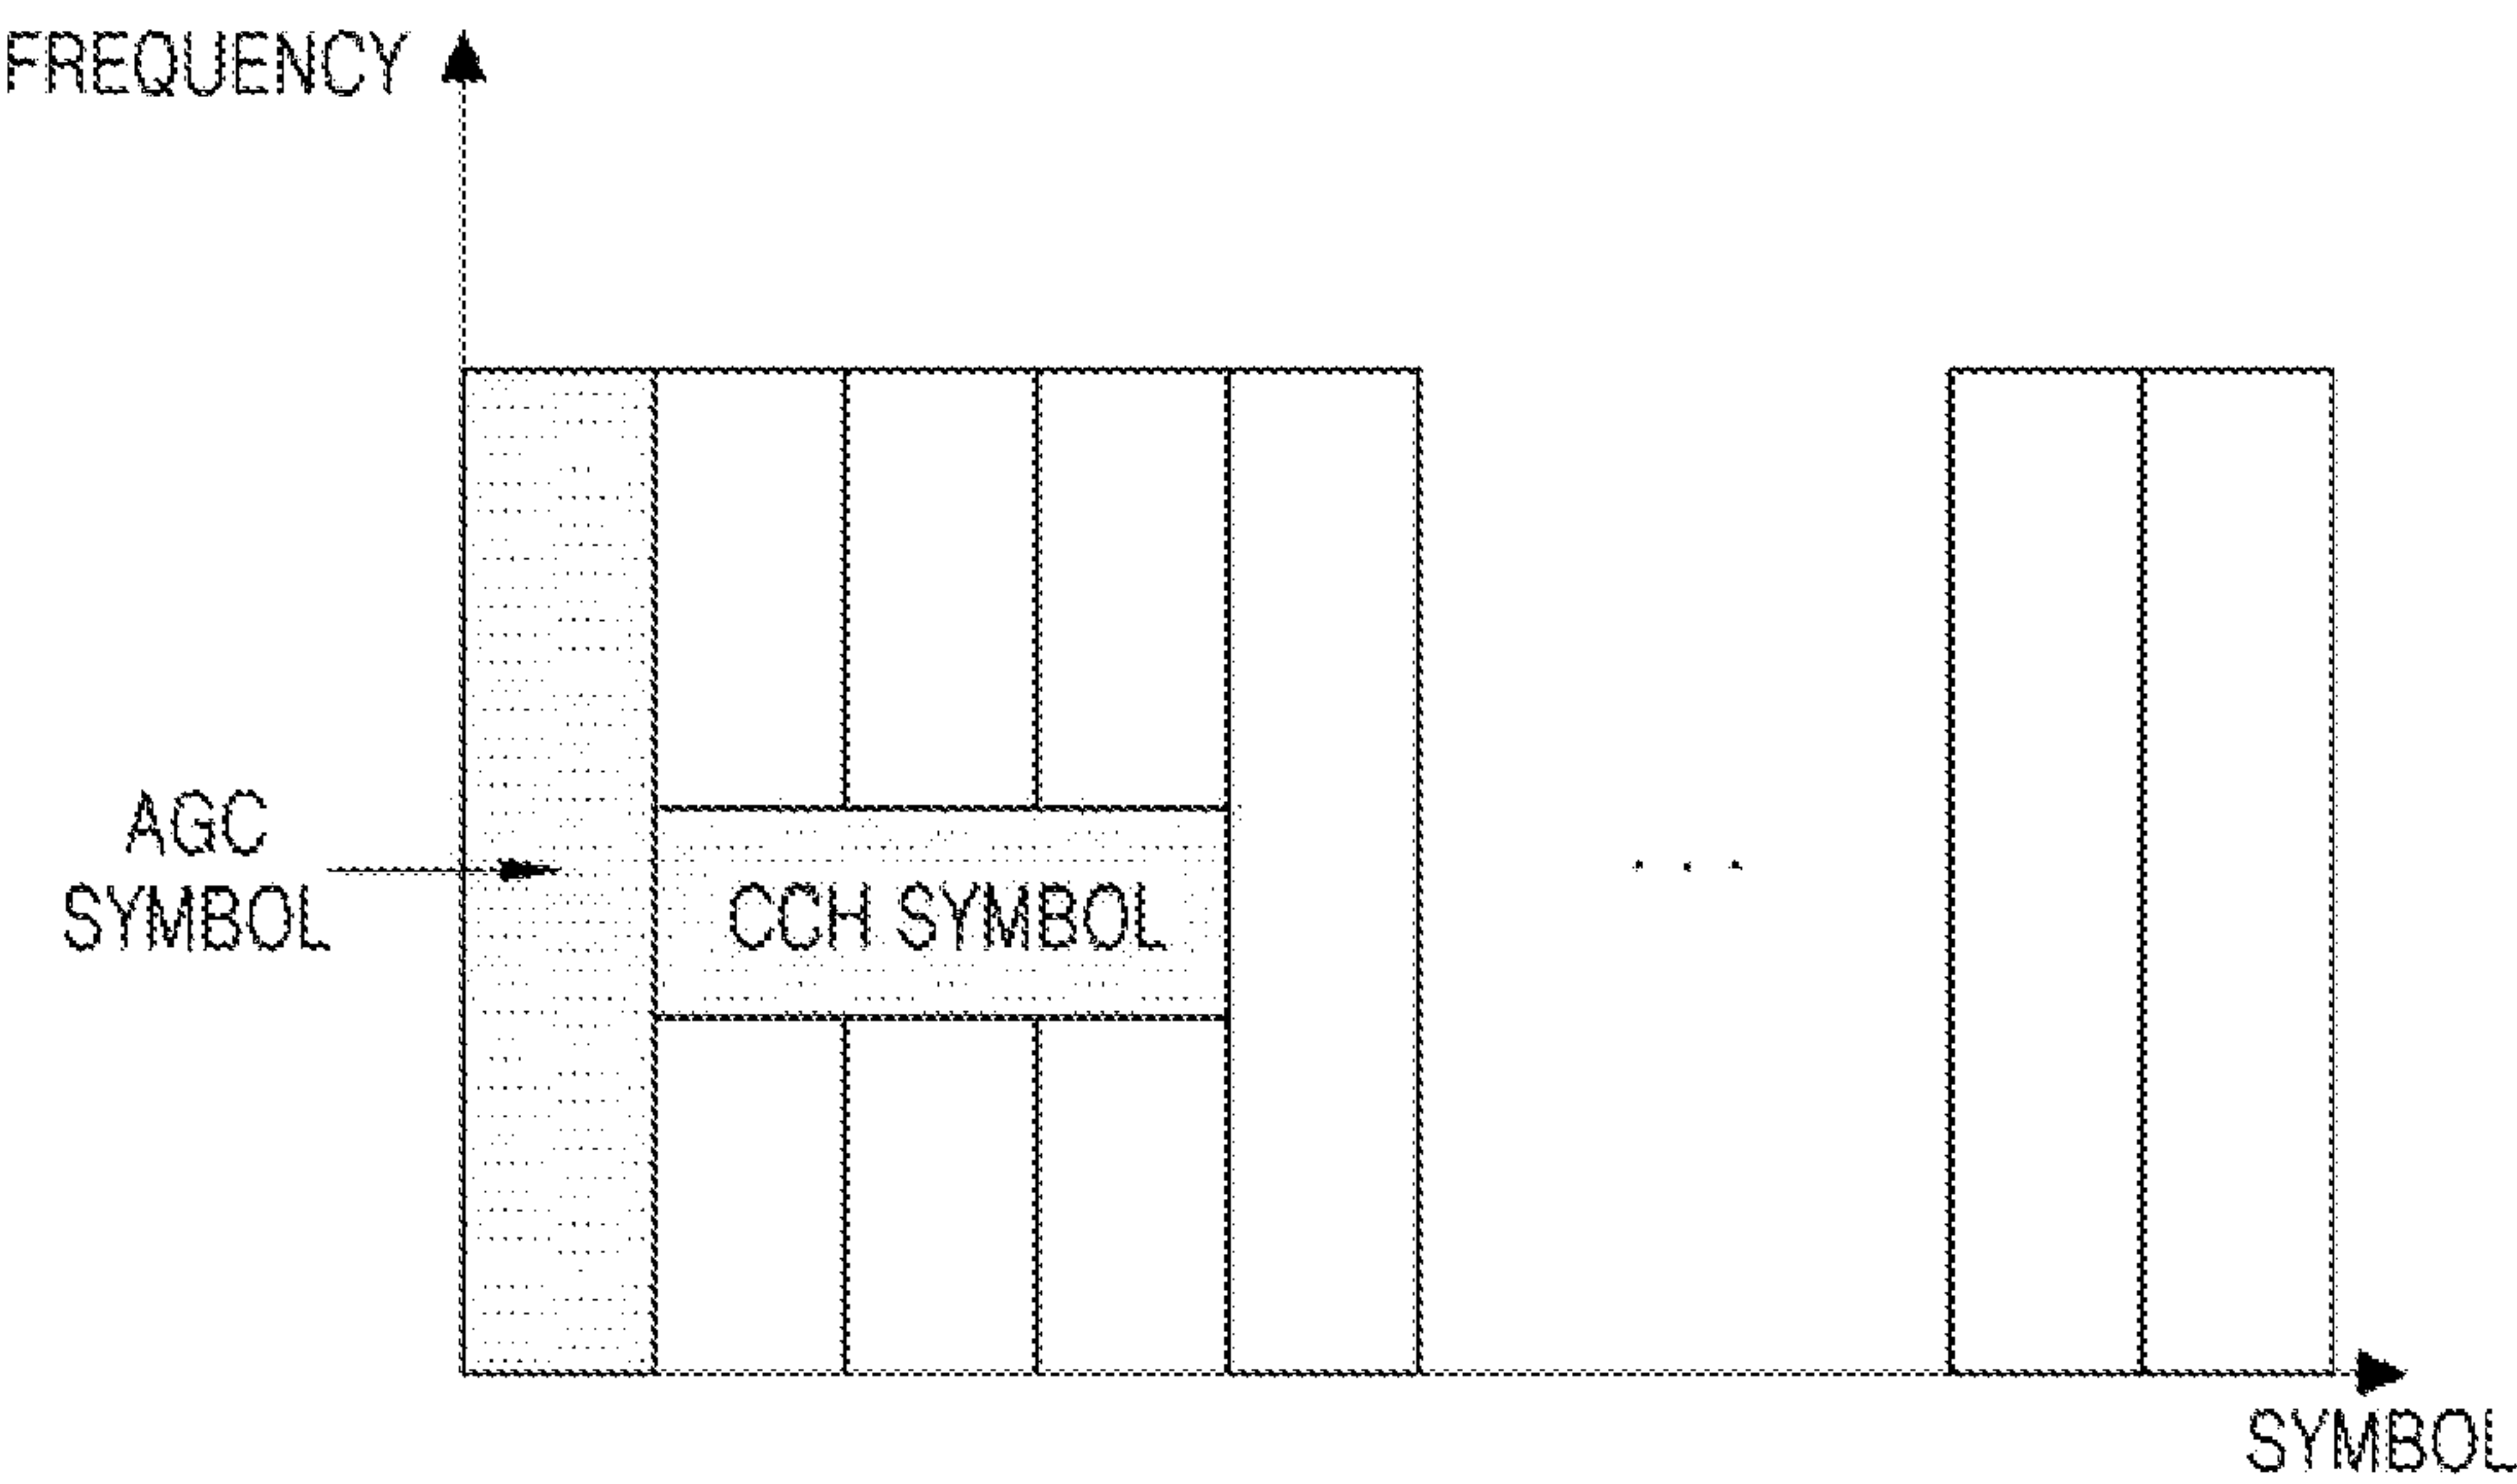 FREQUENCY
AGC
SYMBOL
CCH SYMBOL
. . .
SYMBOL